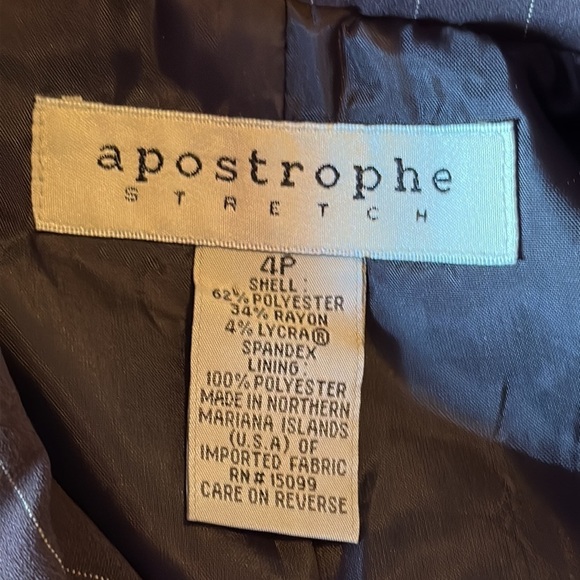 apostrophe
STRETCH
4P
SHELL:
62% POLYESTER
34% RAYON
4% LYCRA®
SPANDEX
LINING:
100% POLYESTER
MADE IN NORTHERN
MARIANA ISLANDS
(U.S.A) OF
IMPORTED FABRIC
RN# 15099
CARE ON REVERSE